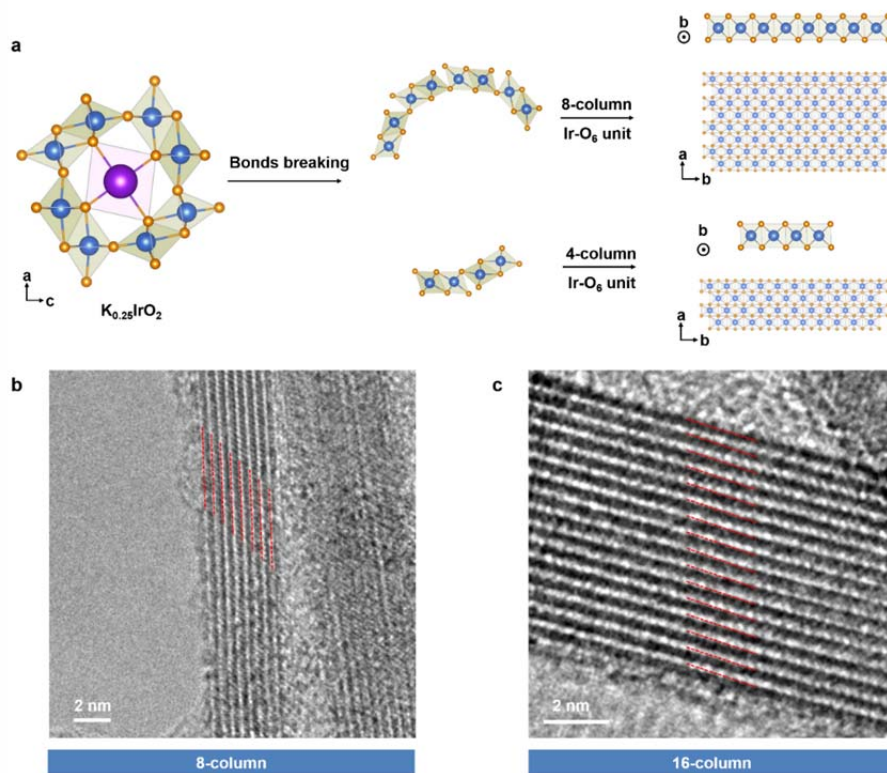 a
Bonds breaking
8-column
Ir-O₆ unit
b
a
b
4-column
Ir-O₆ unit
b
a
b
a
c
K₀.₂₅IrO₂
b
2 nm
8-column
c
2 nm
16-column